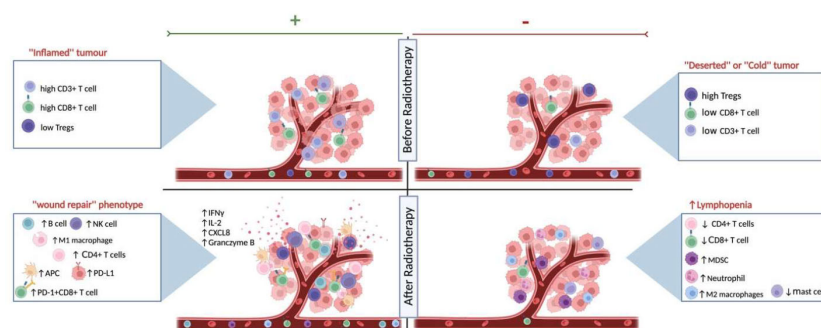 +
-
"Inflamed" tumour
high CD3+ T cell
high CD8+ T cell
low Tregs
Before Radiotherapy
"Deserted" or "Cold" tumor
high Tregs
low CD8+ T cell
low CD3+ T cell
"wound repair" phenotype
↑B cell
↑NK cell
↑M1 macrophage
↑ CD4+ T cells
↑APC
↑PD-L1
↑PD-1+CD8+ T cell
↑IFNγ
↑IL-2
↑CXCL8
↑Granczyme B
After Radiotherapy
↑Lymphopenia
↓ CD4+ T cells
↓CD8+ T cell
↑MDSC
↑Neutrophil
↑M2 macrophages
↓mast ce